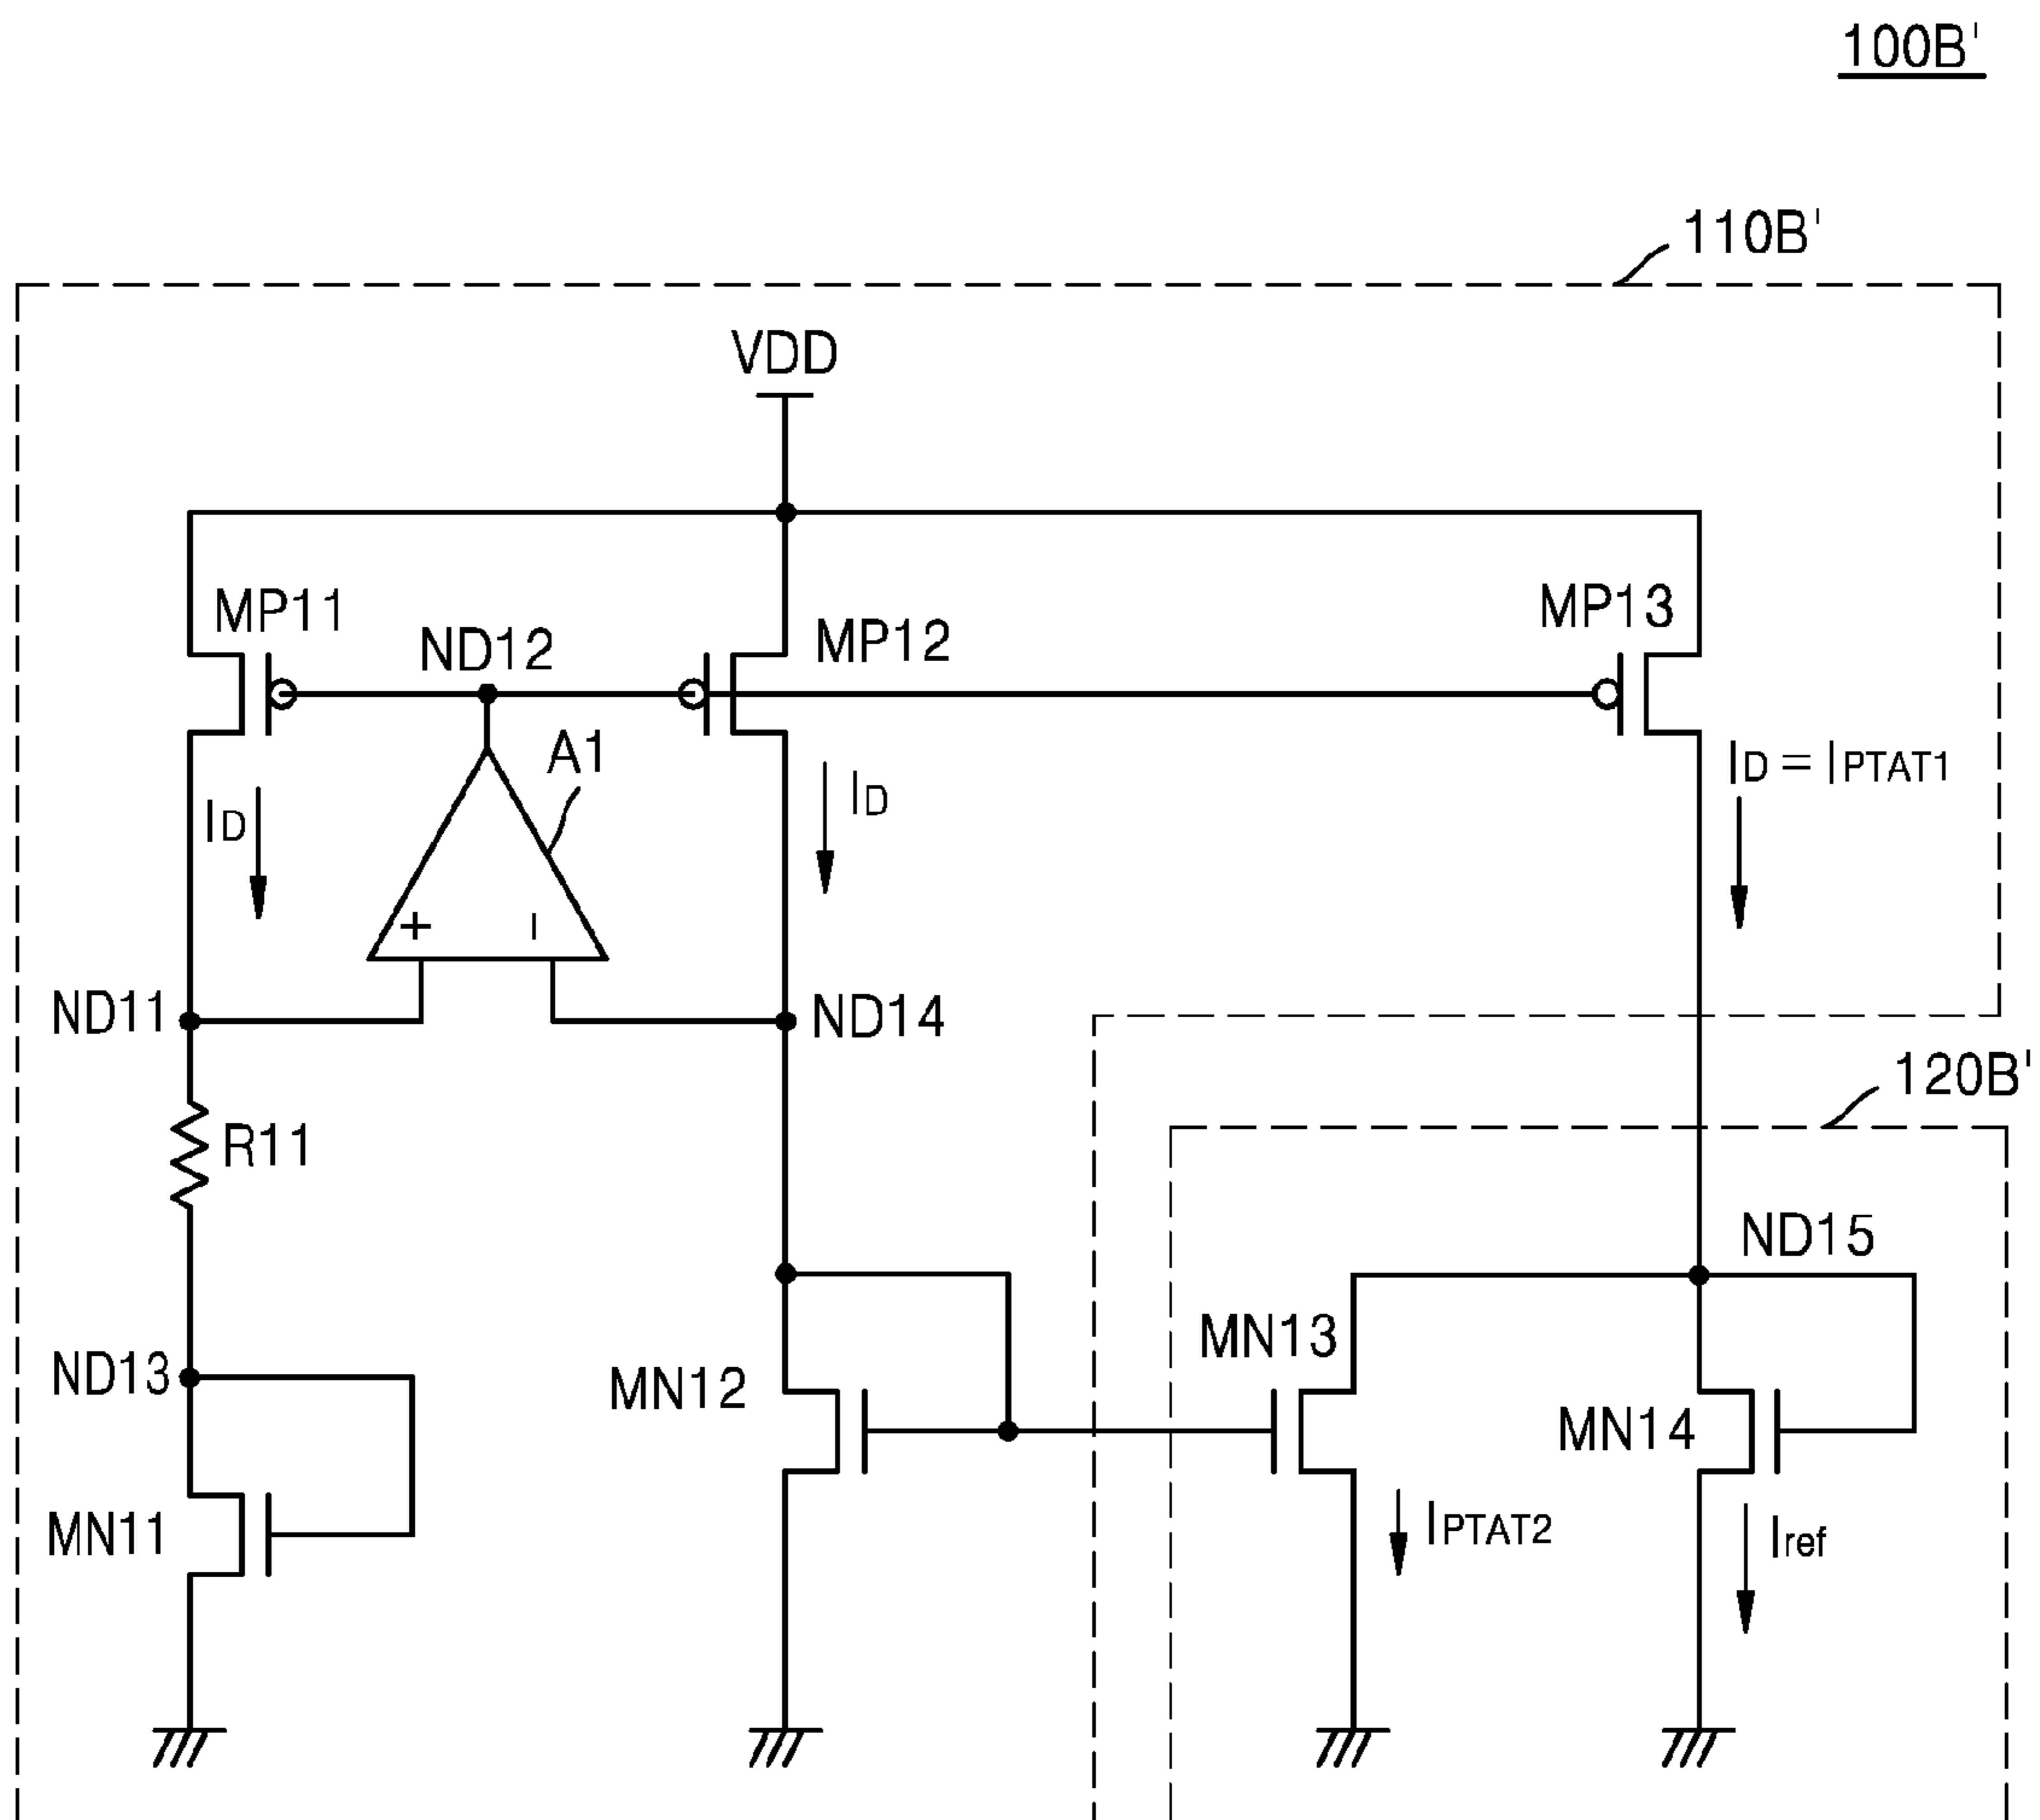 100B'
110B'
VDD
MP11
ND12
MP12
MP13
A1
ID
ID
ID = IPTAT1
+
-
ND11
ND14
120B'
R11
ND15
MN13
ND13
MN12
MN14
MN11
IPTAT2
Iref